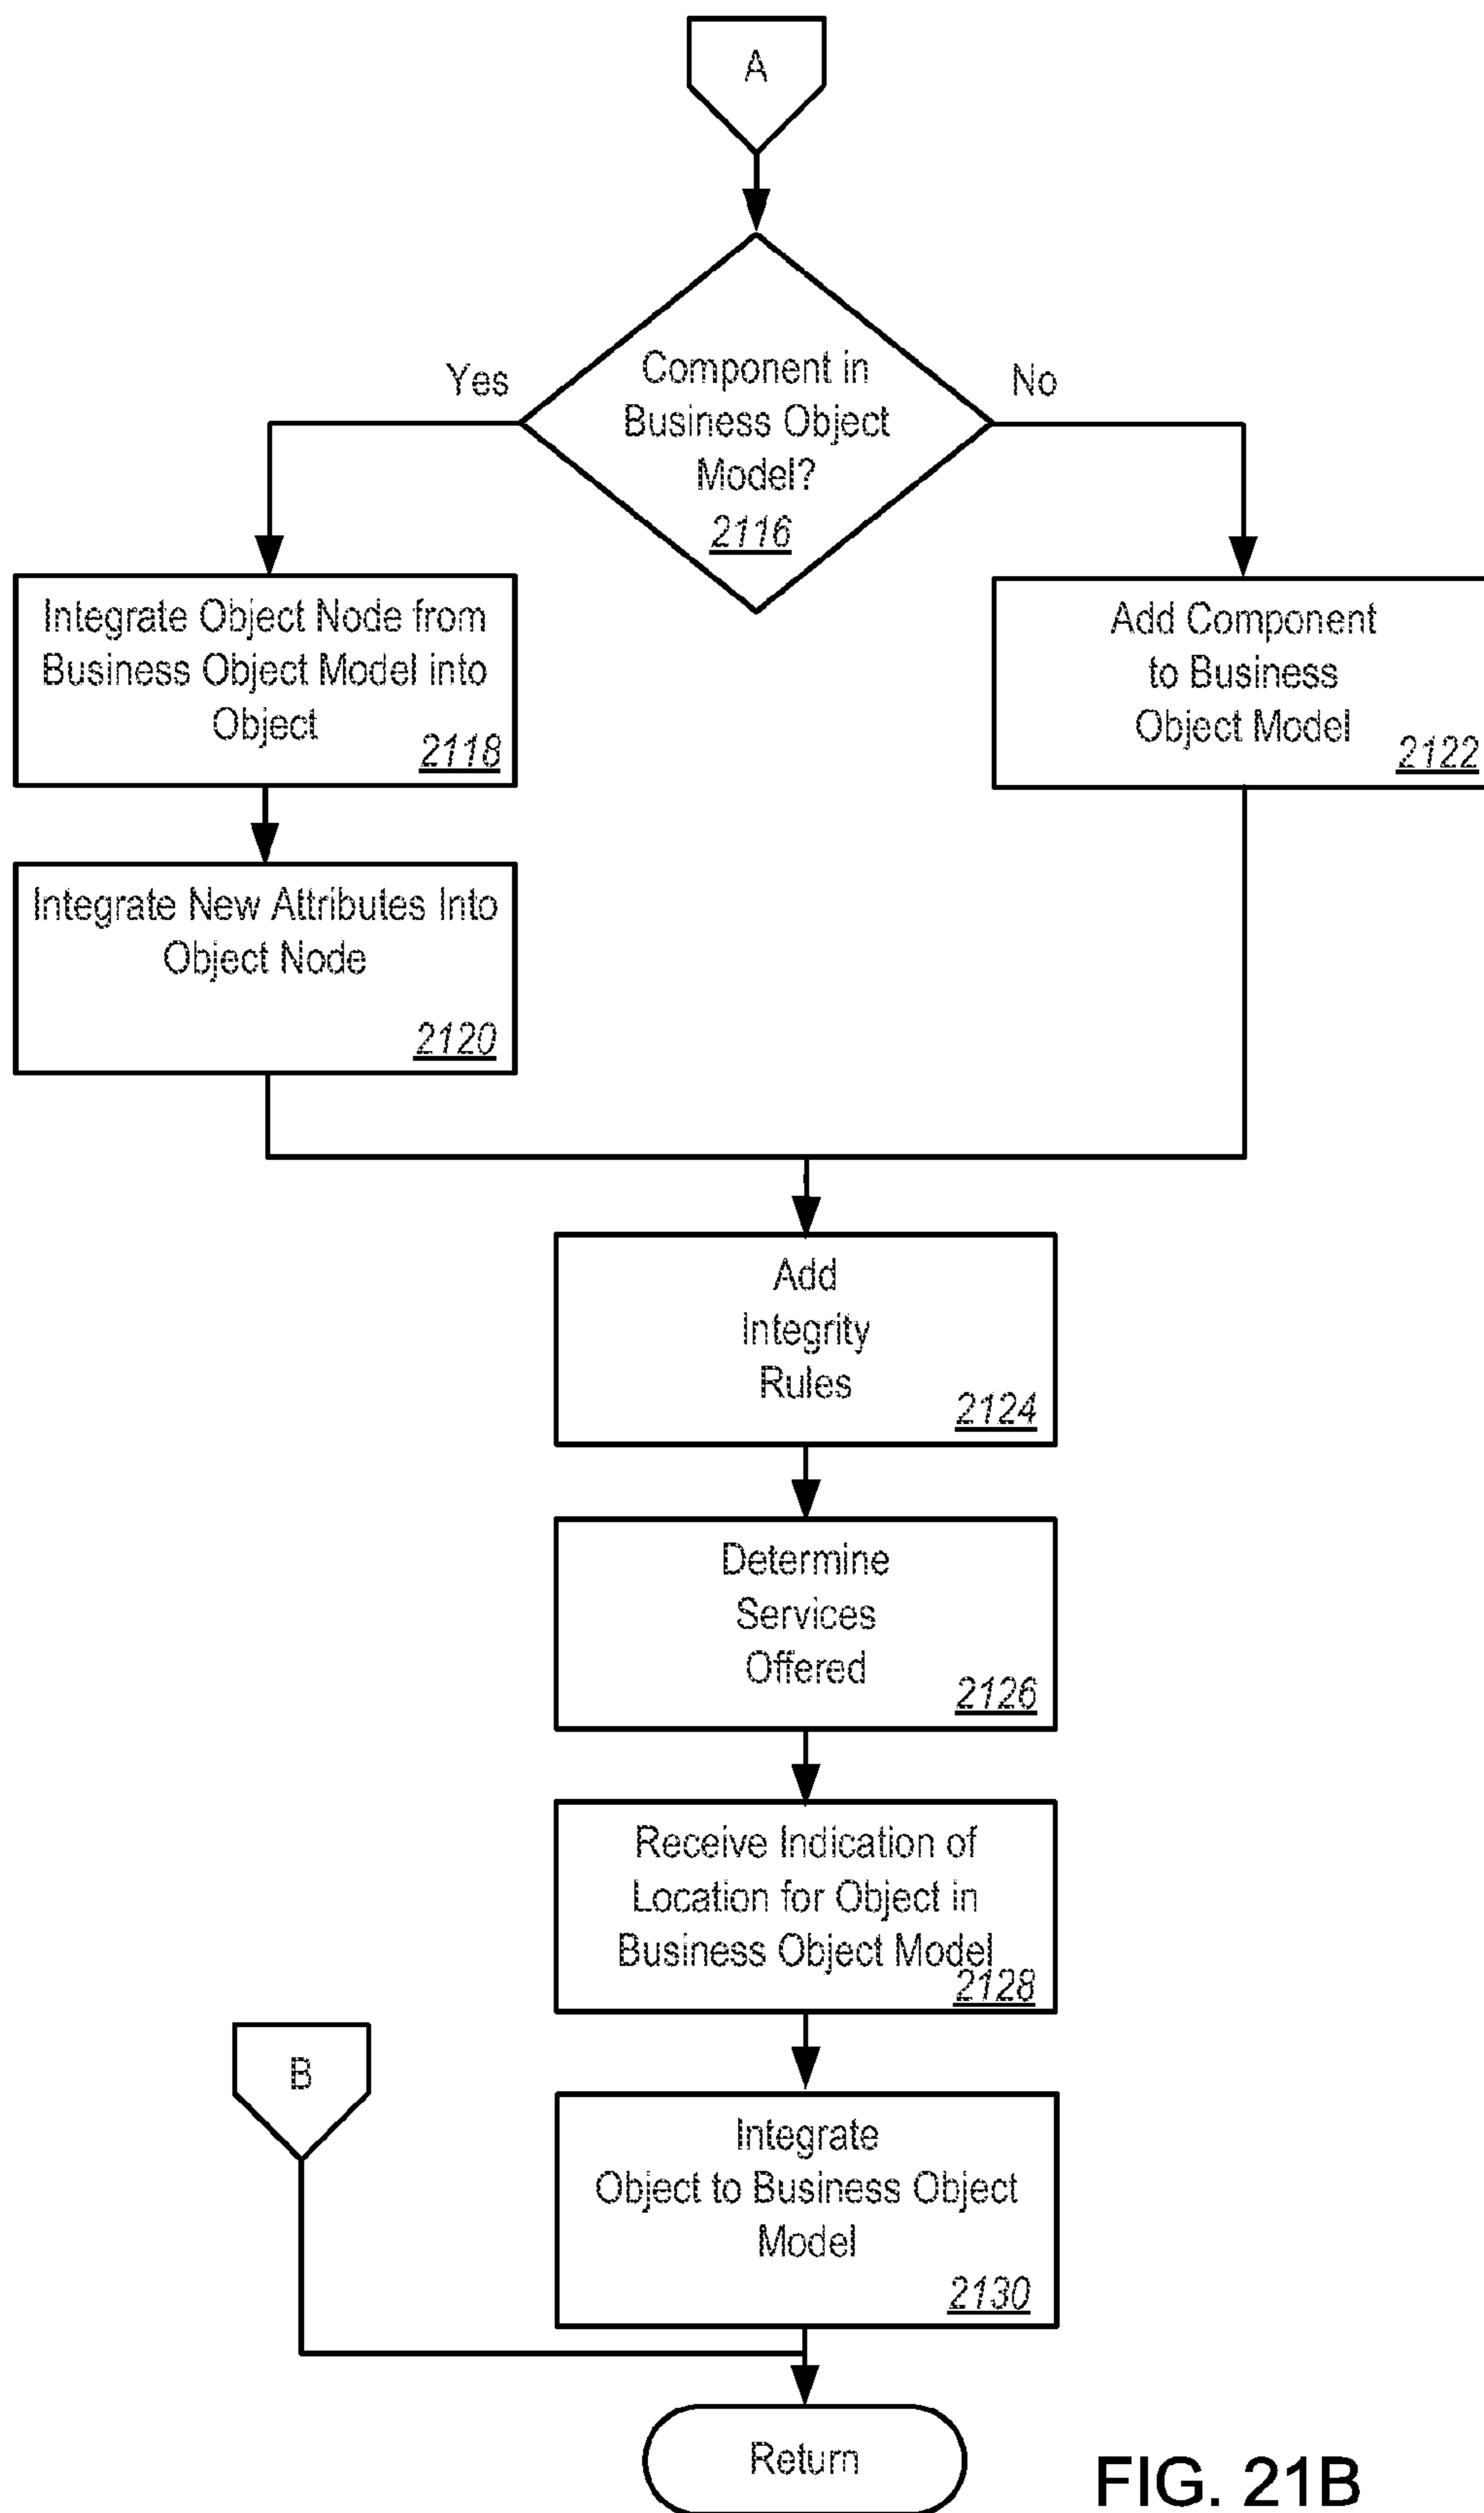 A
Component in
Business Object
Model?
2116
Yes
No
Integrate Object Node from
Business Object Model into
Object
2118
Add Component
to Business
Object Model
2122
Integrate New Attributes Into
Object Node
2120
Add
Integrity
Rules
2124
Determine
Services
Offered
2126
Receive Indication of
Location for Object in
Business Object Model
2128
B
Integrate
Object to Business Object
Model
2130
Return
FIG. 21B